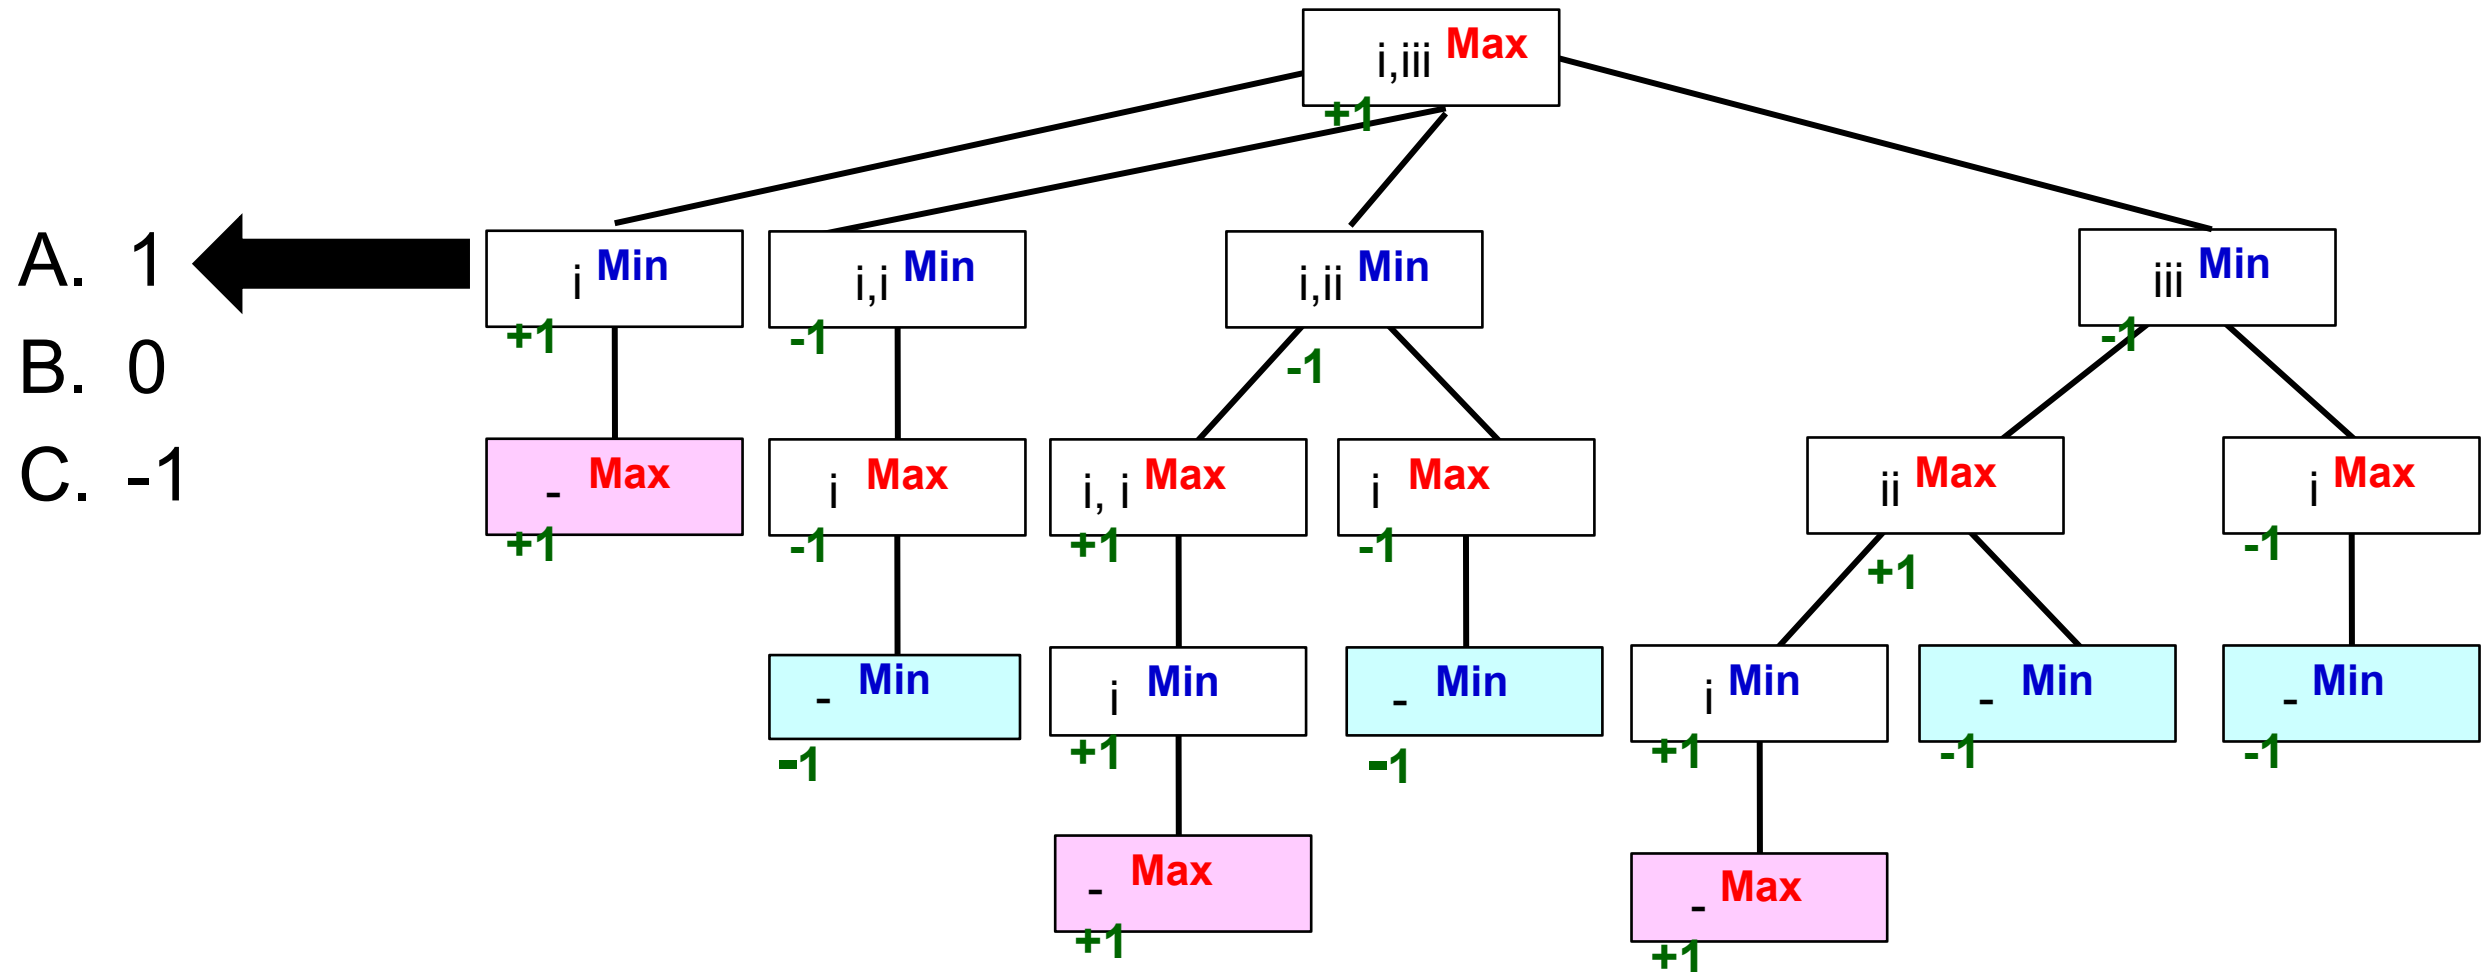 i,iii Max
+1
A. 1
B. 0
C. -1
i Min
+1
i,i Min
-1
i,ii Min
-1
iii Min
-1
- Max
+1
i Max
-1
i, i Max
+1
i Max
-1
ii Max
+1
i Max
-1
- Min
-1
i Min
+1
- Min
-1
i Min
+1
- Min
-1
- Min
-1
- Max
+1
- Max
+1